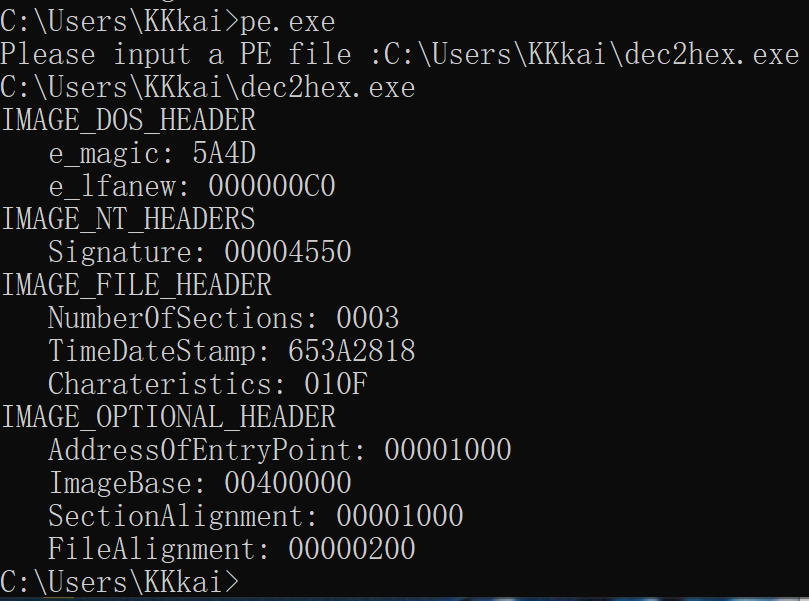 C:\Users\KKkai>pe.exe
Please input a PE file :C:\Users\KKkai\dec2hex.exe
C:\Users\KKkai\dec2hex.exe
IMAGE_DOS_HEADER
   e_magic: 5A4D
   e_lfanew: 000000C0
IMAGE_NT_HEADERS
   Signature: 00004550
IMAGE_FILE_HEADER
   NumberOfSections: 0003
   TimeDateStamp: 653A2818
   Charateristics: 010F
IMAGE_OPTIONAL_HEADER
   AddressOfEntryPoint: 00001000
   ImageBase: 00400000
   SectionAlignment: 00001000
   FileAlignment: 00000200
C:\Users\KKkai>